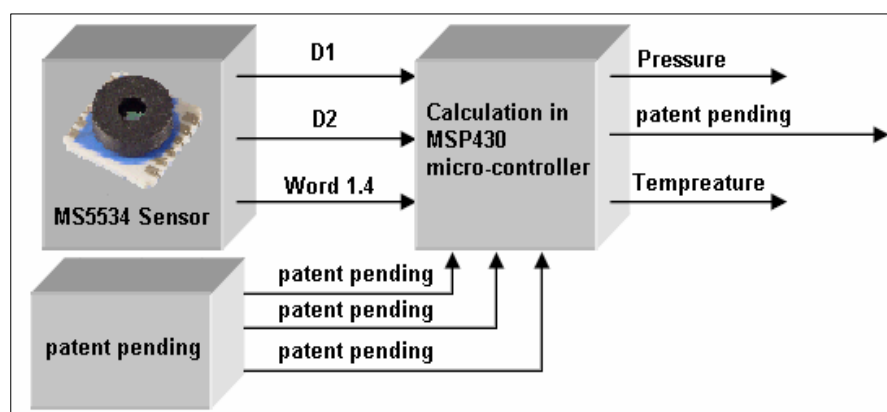 D1
D2
Word 1.4
MS5534 Sensor
Calculation in
MSP430
micro-controller
Pressure
patent pending
Tempreature
patent pending
patent pending
patent pending
patent pending